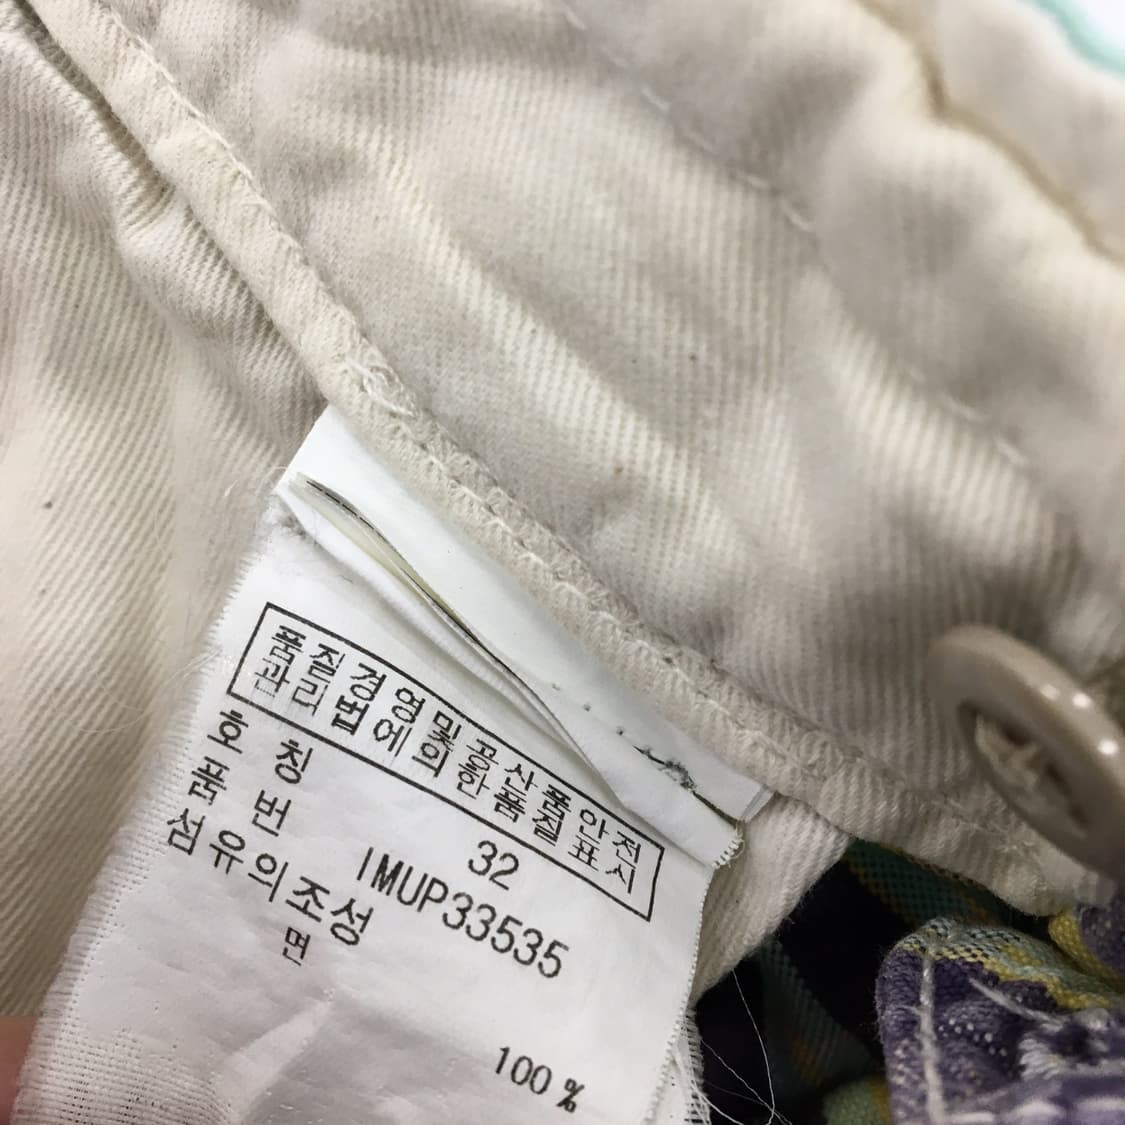 품질경영 및 공산품안전
관리법에 의한 품질표시
호 칭 32
품 번 IMUP33535
섬유의조성
면 100 %